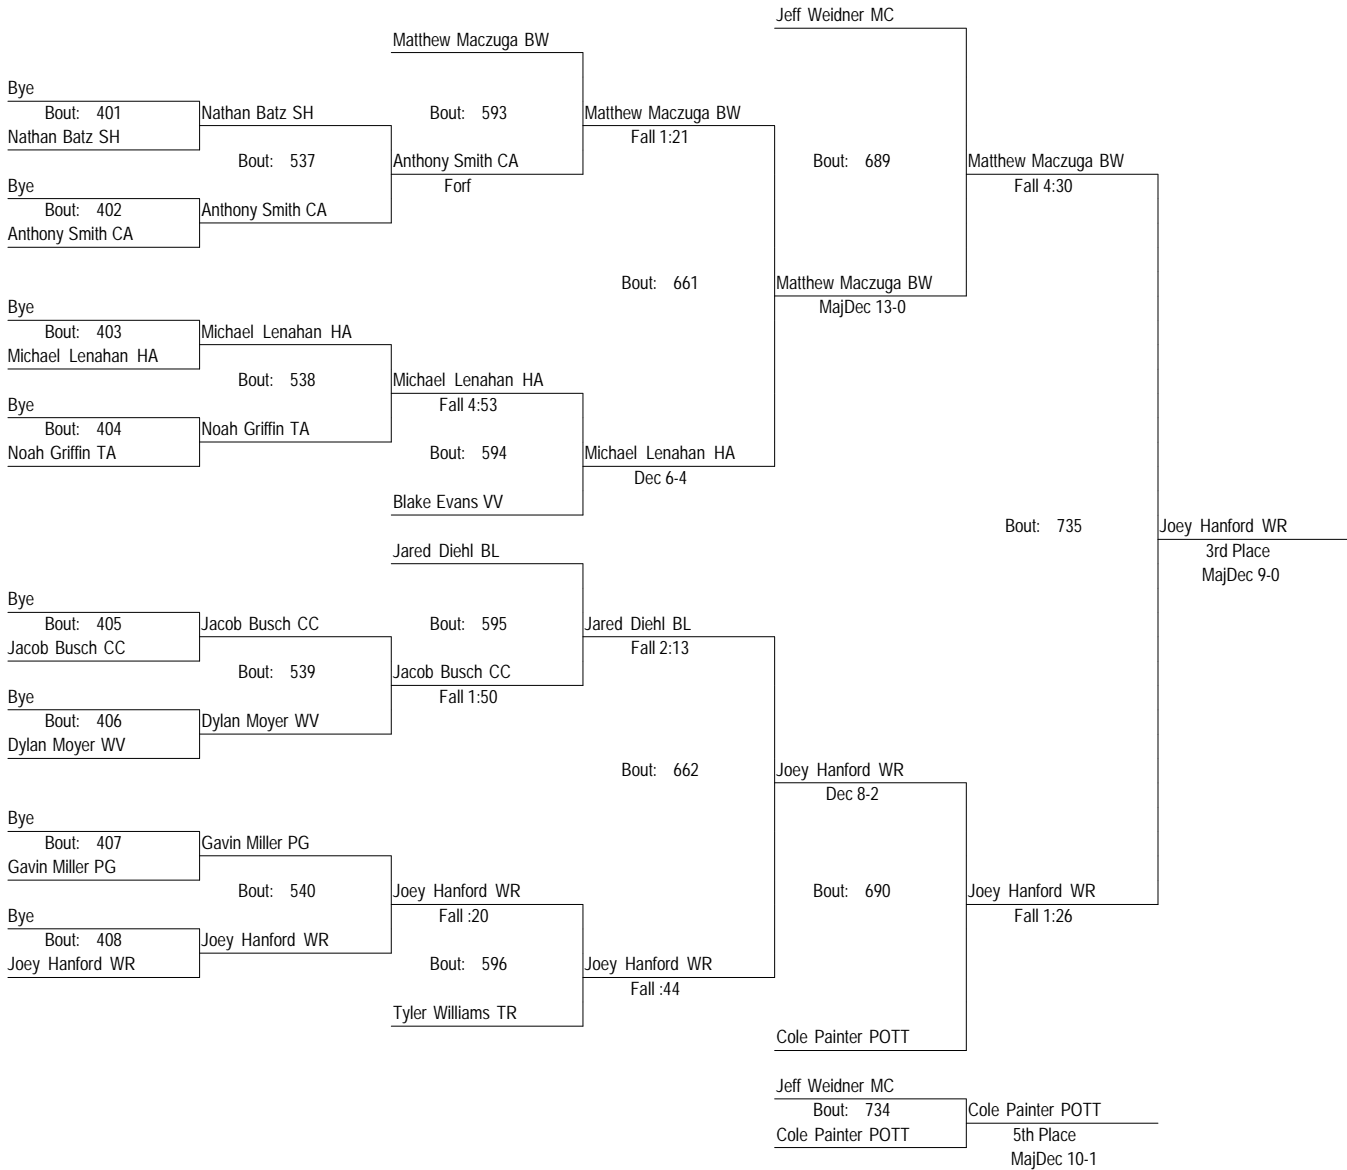 Jeff Weidner MC
Matthew Maczuga BW
Bye
Bout: 401
Nathan Batz SH
Nathan Batz SH
Bout: 537
Bye
Bout: 402
Anthony Smith CA
Anthony Smith CA
Bout: 593
Anthony Smith CA
Forf
Matthew Maczuga BW
Fall 1:21
Bout: 689
Matthew Maczuga BW
Fall 4:30
Bout: 661
Matthew Maczuga BW
MajDec 13-0
Bye
Bout: 403
Michael Lenahan HA
Michael Lenahan HA
Bout: 538
Michael Lenahan HA
Fall 4:53
Bye
Bout: 404
Noah Griffin TA
Noah Griffin TA
Bout: 594
Michael Lenahan HA
Dec 6-4
Blake Evans VV
Bout: 735
Joey Hanford WR
3rd Place
MajDec 9-0
Jared Diehl BL
Bye
Bout: 405
Jacob Busch CC
Jacob Busch CC
Bout: 595
Jared Diehl BL
Fall 2:13
Bout: 539
Jacob Busch CC
Fall 1:50
Bye
Bout: 406
Dylan Moyer WV
Dylan Moyer WV
Bout: 662
Joey Hanford WR
Dec 8-2
Bye
Bout: 407
Gavin Miller PG
Gavin Miller PG
Bout: 540
Joey Hanford WR
Fall :20
Bout: 690
Joey Hanford WR
Fall 1:26
Bye
Bout: 408
Joey Hanford WR
Joey Hanford WR
Bout: 596
Joey Hanford WR
Fall :44
Tyler Williams TR
Cole Painter POTT
Jeff Weidner MC
Bout: 734
Cole Painter POTT
Cole Painter POTT
5th Place
MajDec 10-1